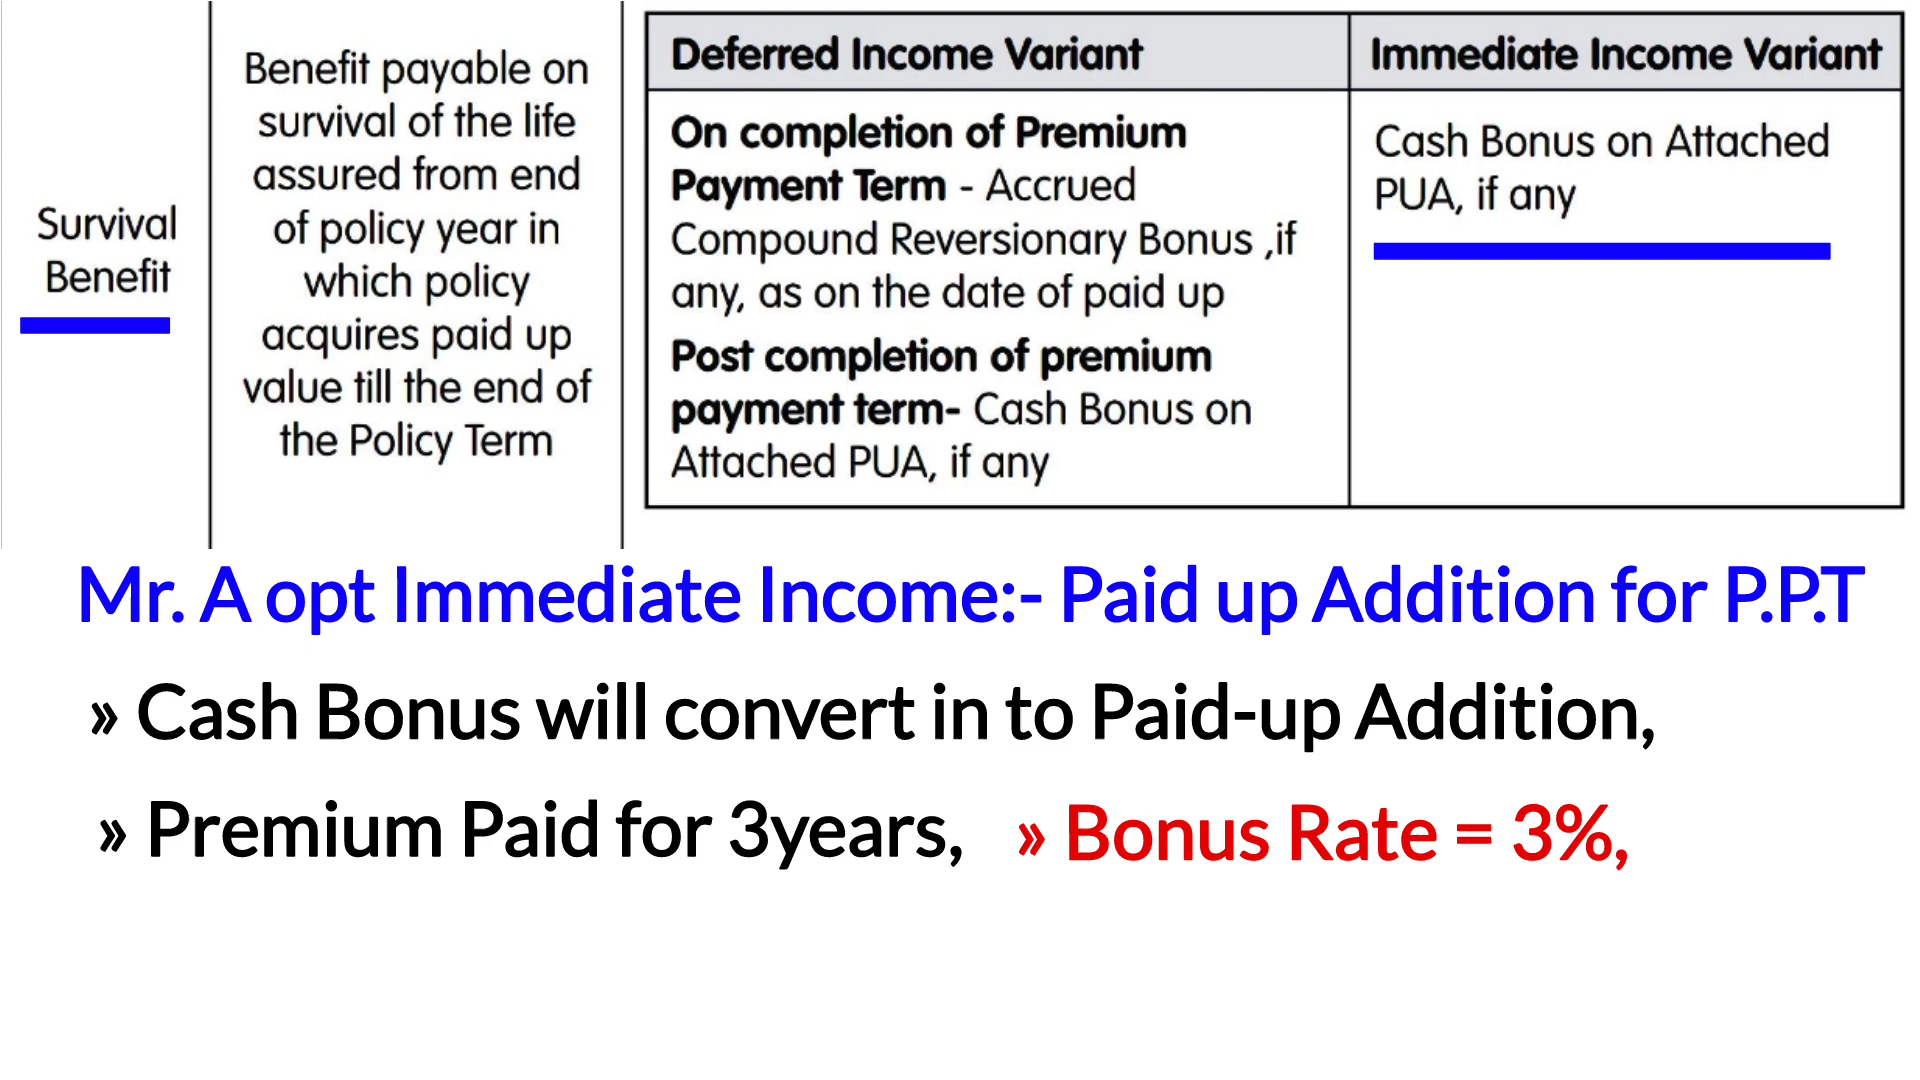 Survival
Benefit
Benefit payable on
survival of the life
assured from end
of policy year in
which policy
acquires paid up
value till the end of
the Policy Term
Deferred Income Variant
On completion of Premium
Payment Term - Accrued
Compound Reversionary Bonus ,if
any, as on the date of paid up
Post completion of premium
payment term- Cash Bonus on
Attached PUA, if any
Immediate Income Variant
Cash Bonus on Attached
PUA, if any
Mr. A opt Immediate Income:- Paid up Addition for P.P.T
» Cash Bonus will convert in to Paid-up Addition,
» Premium Paid for 3years, » Bonus Rate = 3%,